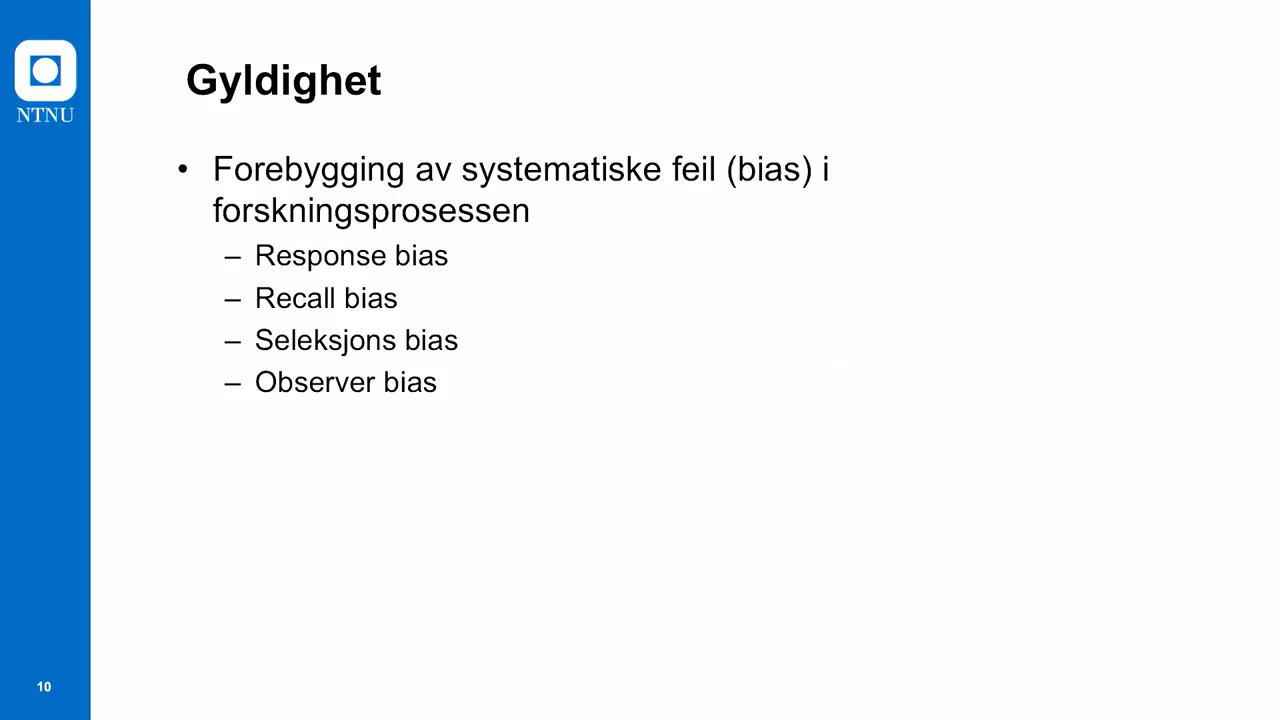 NTNU
Gyldighet
• Forebygging av systematiske feil (bias) i
forskningsprosessen
– Response bias
– Recall bias
– Seleksjons bias
– Observer bias
10